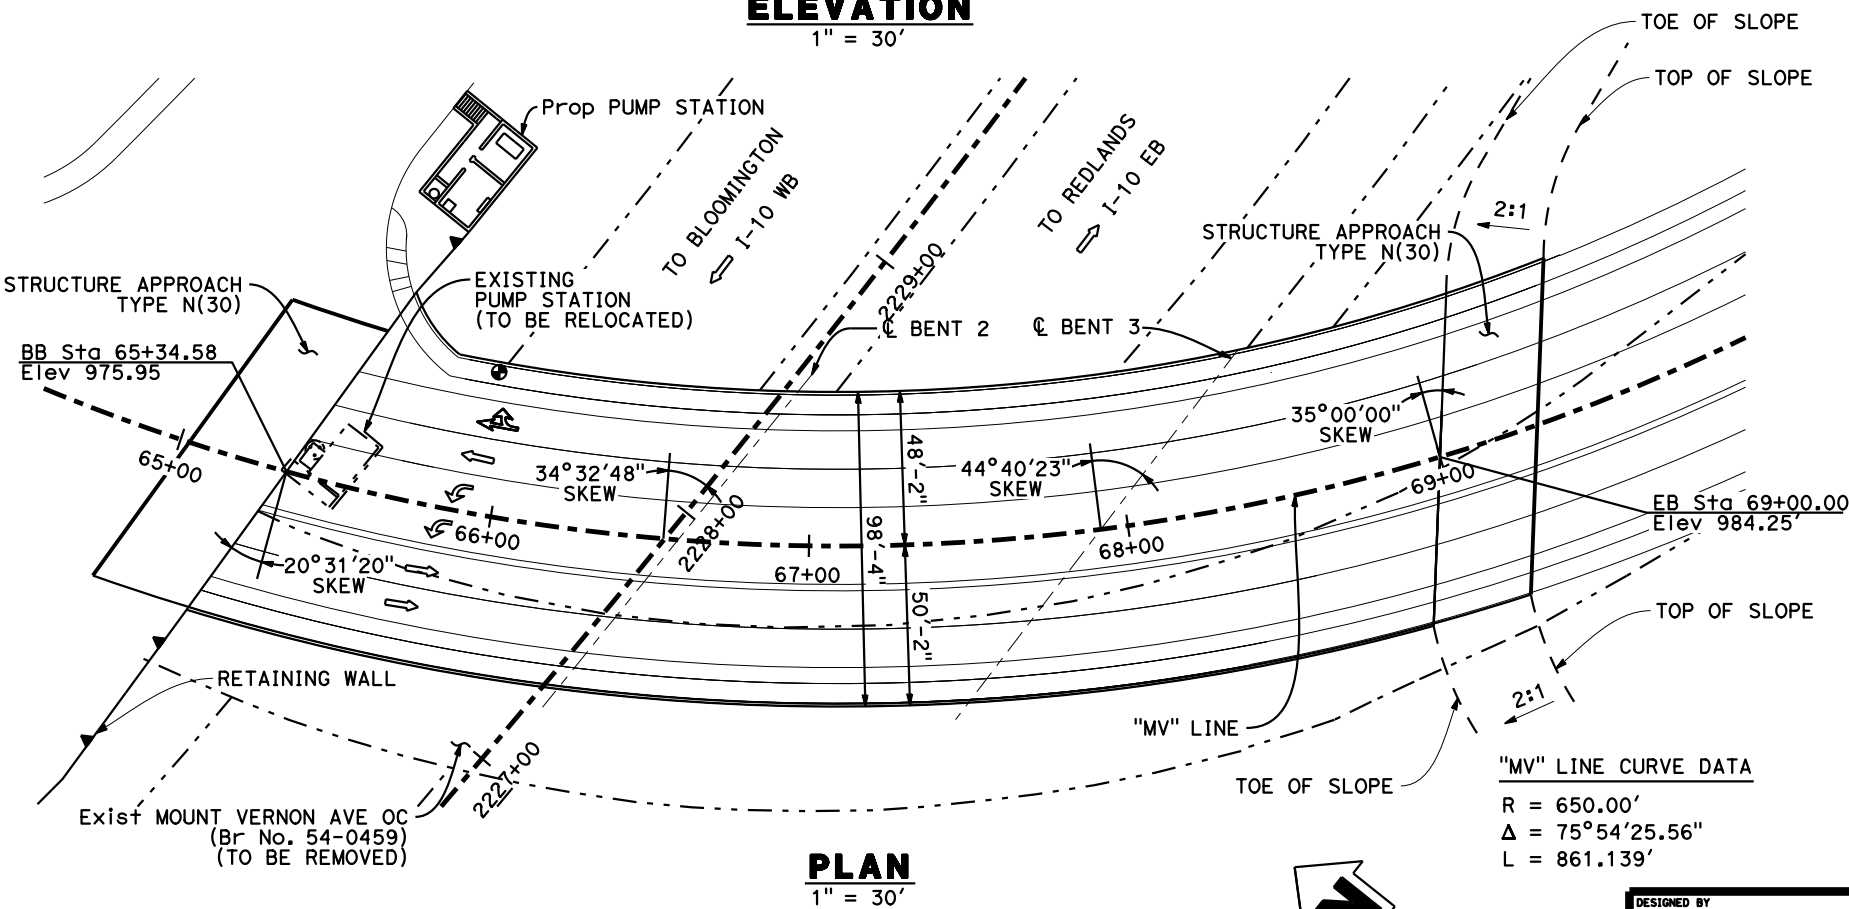 ELEVATION
1" = 30'
TOE OF SLOPE
TOP OF SLOPE
Prop PUMP STATION
TO BLOOMINGTON
I-10 WB
TO REDLANDS
I-10 EB
2:1
STRUCTURE APPROACH
TYPE N(30)
STRUCTURE APPROACH
TYPE N(30)
EXISTING
PUMP STATION
(TO BE RELOCATED)
2229+00
℄ BENT 2
℄ BENT 3
BB Sta 65+34.58
Elev 975.95
65+00
35°00'00"
SKEW
34°32'48"
SKEW
48'-2"
44°40'23"
SKEW
69+00
EB Sta 69+00.00
Elev 984.25'
2228+00
66+00
98'-4"
67+00
68+00
20°31'20"
SKEW
50'-2"
TOP OF SLOPE
RETAINING WALL
2:1
"MV" LINE
2227+00
TOE OF SLOPE
Exist MOUNT VERNON AVE OC
(Br No. 54-0459)
(TO BE REMOVED)
"MV" LINE CURVE DATA
R = 650.00'
Δ = 75°54'25.56"
L = 861.139'
PLAN
1" = 30'
DESIGNED BY